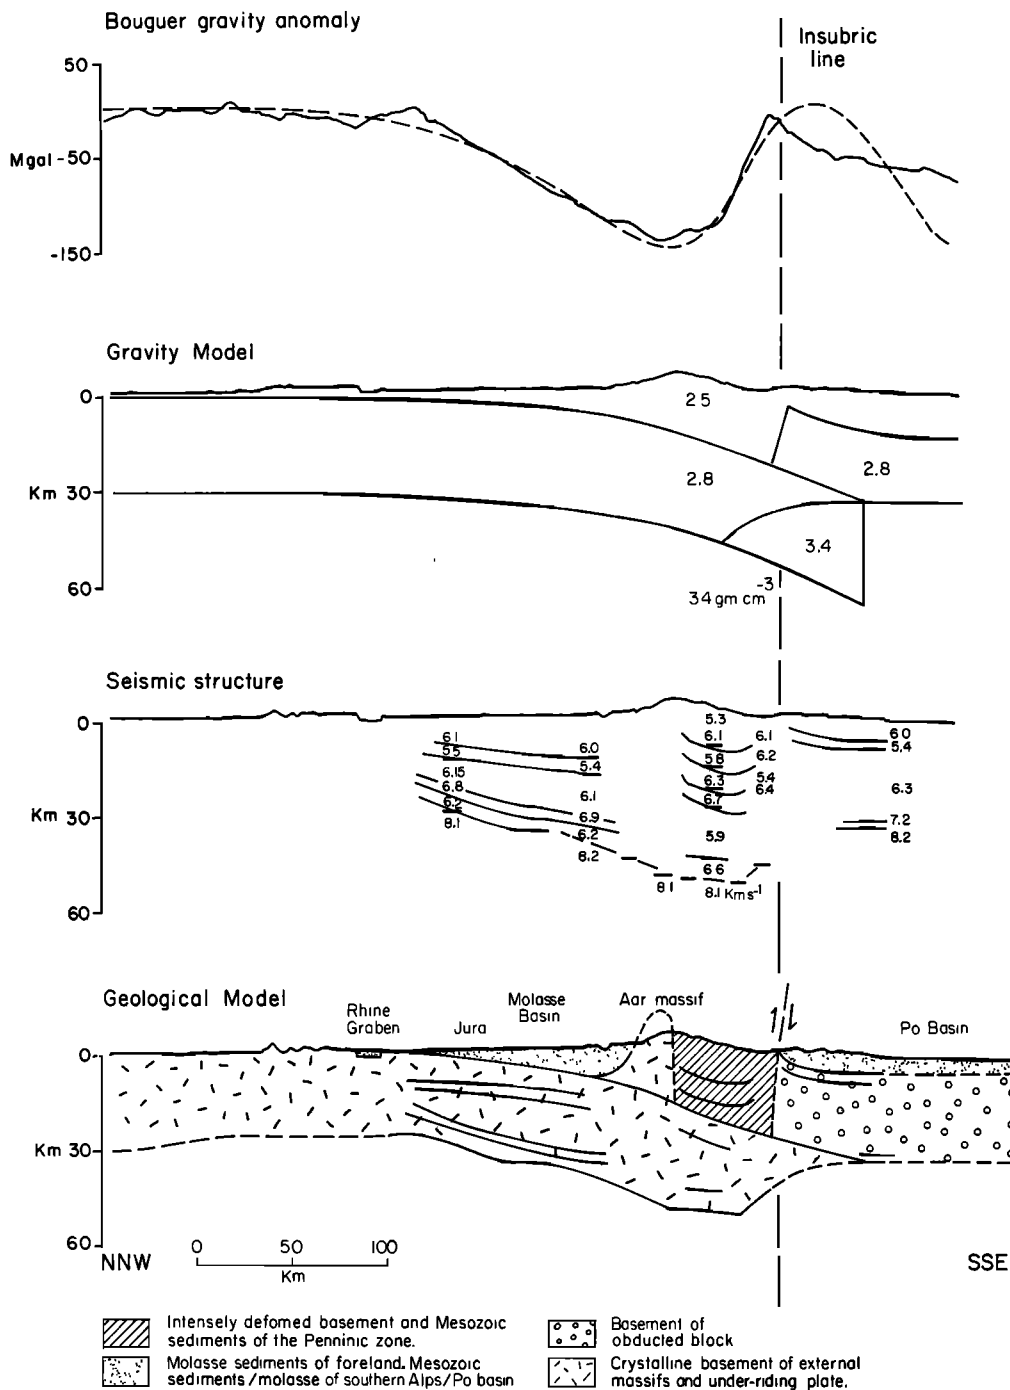 Bouguer gravity anomaly
Insubric
line
50
Mgal -50
-150
Gravity Model
0
2 5
2.8
2.8
Km 30
3.4
60
34 gm cm-3
Seismic structure
0
5.3
6.1
6.1
6.1
6.0
5.5
6.0
5.8
6.2
5.4
5.4
6.15
6.3
5.4
6.8
6.1
6.4
6.3
6.2
6.7
Km 30
8.1
6.9
7.2
6.2
5.9
8.2
8.2
6 6
8.1
8.1 Kms-1
60
Geological Model
Rhine
Graben
Jura
Molasse
Basin
Aar massif
Po Basin
0
Km 30
60
NNW
0 50 100
Km
SSE
Intensely defomed basement and Mesozoic
sediments of the Penninic zone.
Basement of
obducted block
Molasse sediments of foreland. Mesozoic
sediments/molasse of southern Alps/Po basin
Crystalline basement of external
massifs and under-riding plate.